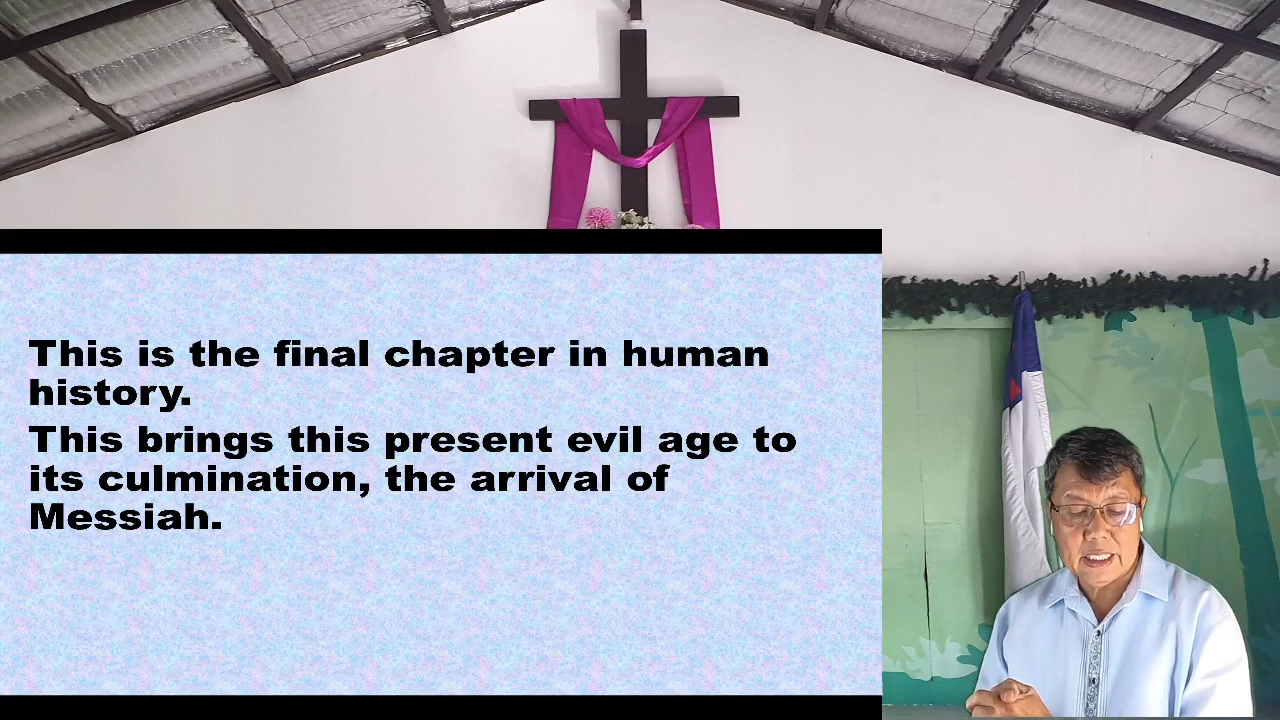 This is the final chapter in human
history.
This brings this present evil age to
its culmination, the arrival of
Messiah.